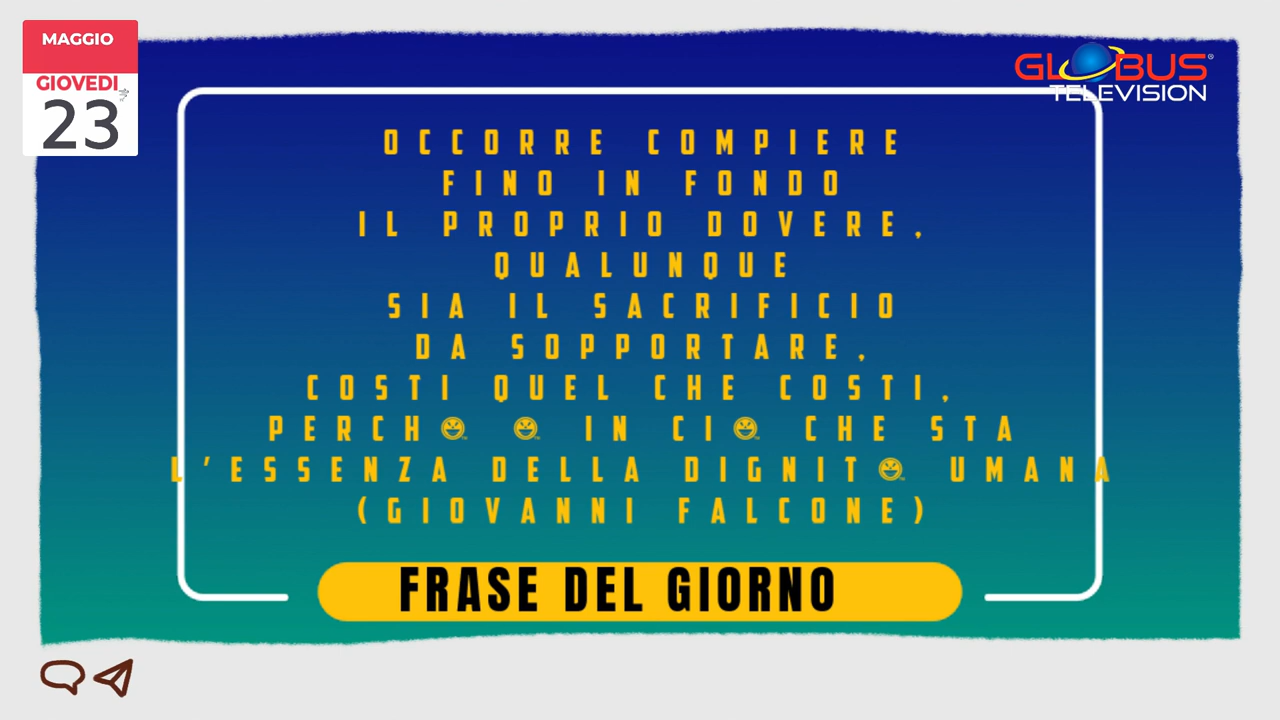 MAGGIO
GIOVEDI
23
GLOBUS®
TELEVISION
OCCORRE COMPIERE
FINO IN FONDO
IL PROPRIO DOVERE,
QUALUNQUE
SIA IL SACRIFICIO
DA SOPPORTARE,
COSTI QUEL CHE COSTI,
PERCH😀 😀 IN CI😀 CHE STA
L'ESSENZA DELLA DIGNIT😀 UMANA
(GIOVANNI FALCONE)
FRASE DEL GIORNO